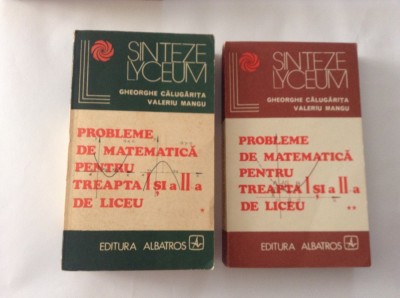 SINTEZE
LYCEUM
GHEORGHE CĂLUGĂRIȚA
VALERIU MANGU
PROBLEME
DE MATEMATICĂ
PENTRU
TREAPTA I ȘI a II a
DE LICEU *
EDITURA ALBATROS
SINTEZE
LYCEUM
GHEORGHE CĂLUGĂRIȚA
VALERIU MANGU
PROBLEME
DE MATEMATICĂ
PENTRU
TREAPTA I ȘI a II a
DE LICEU **
EDITURA ALBATROS